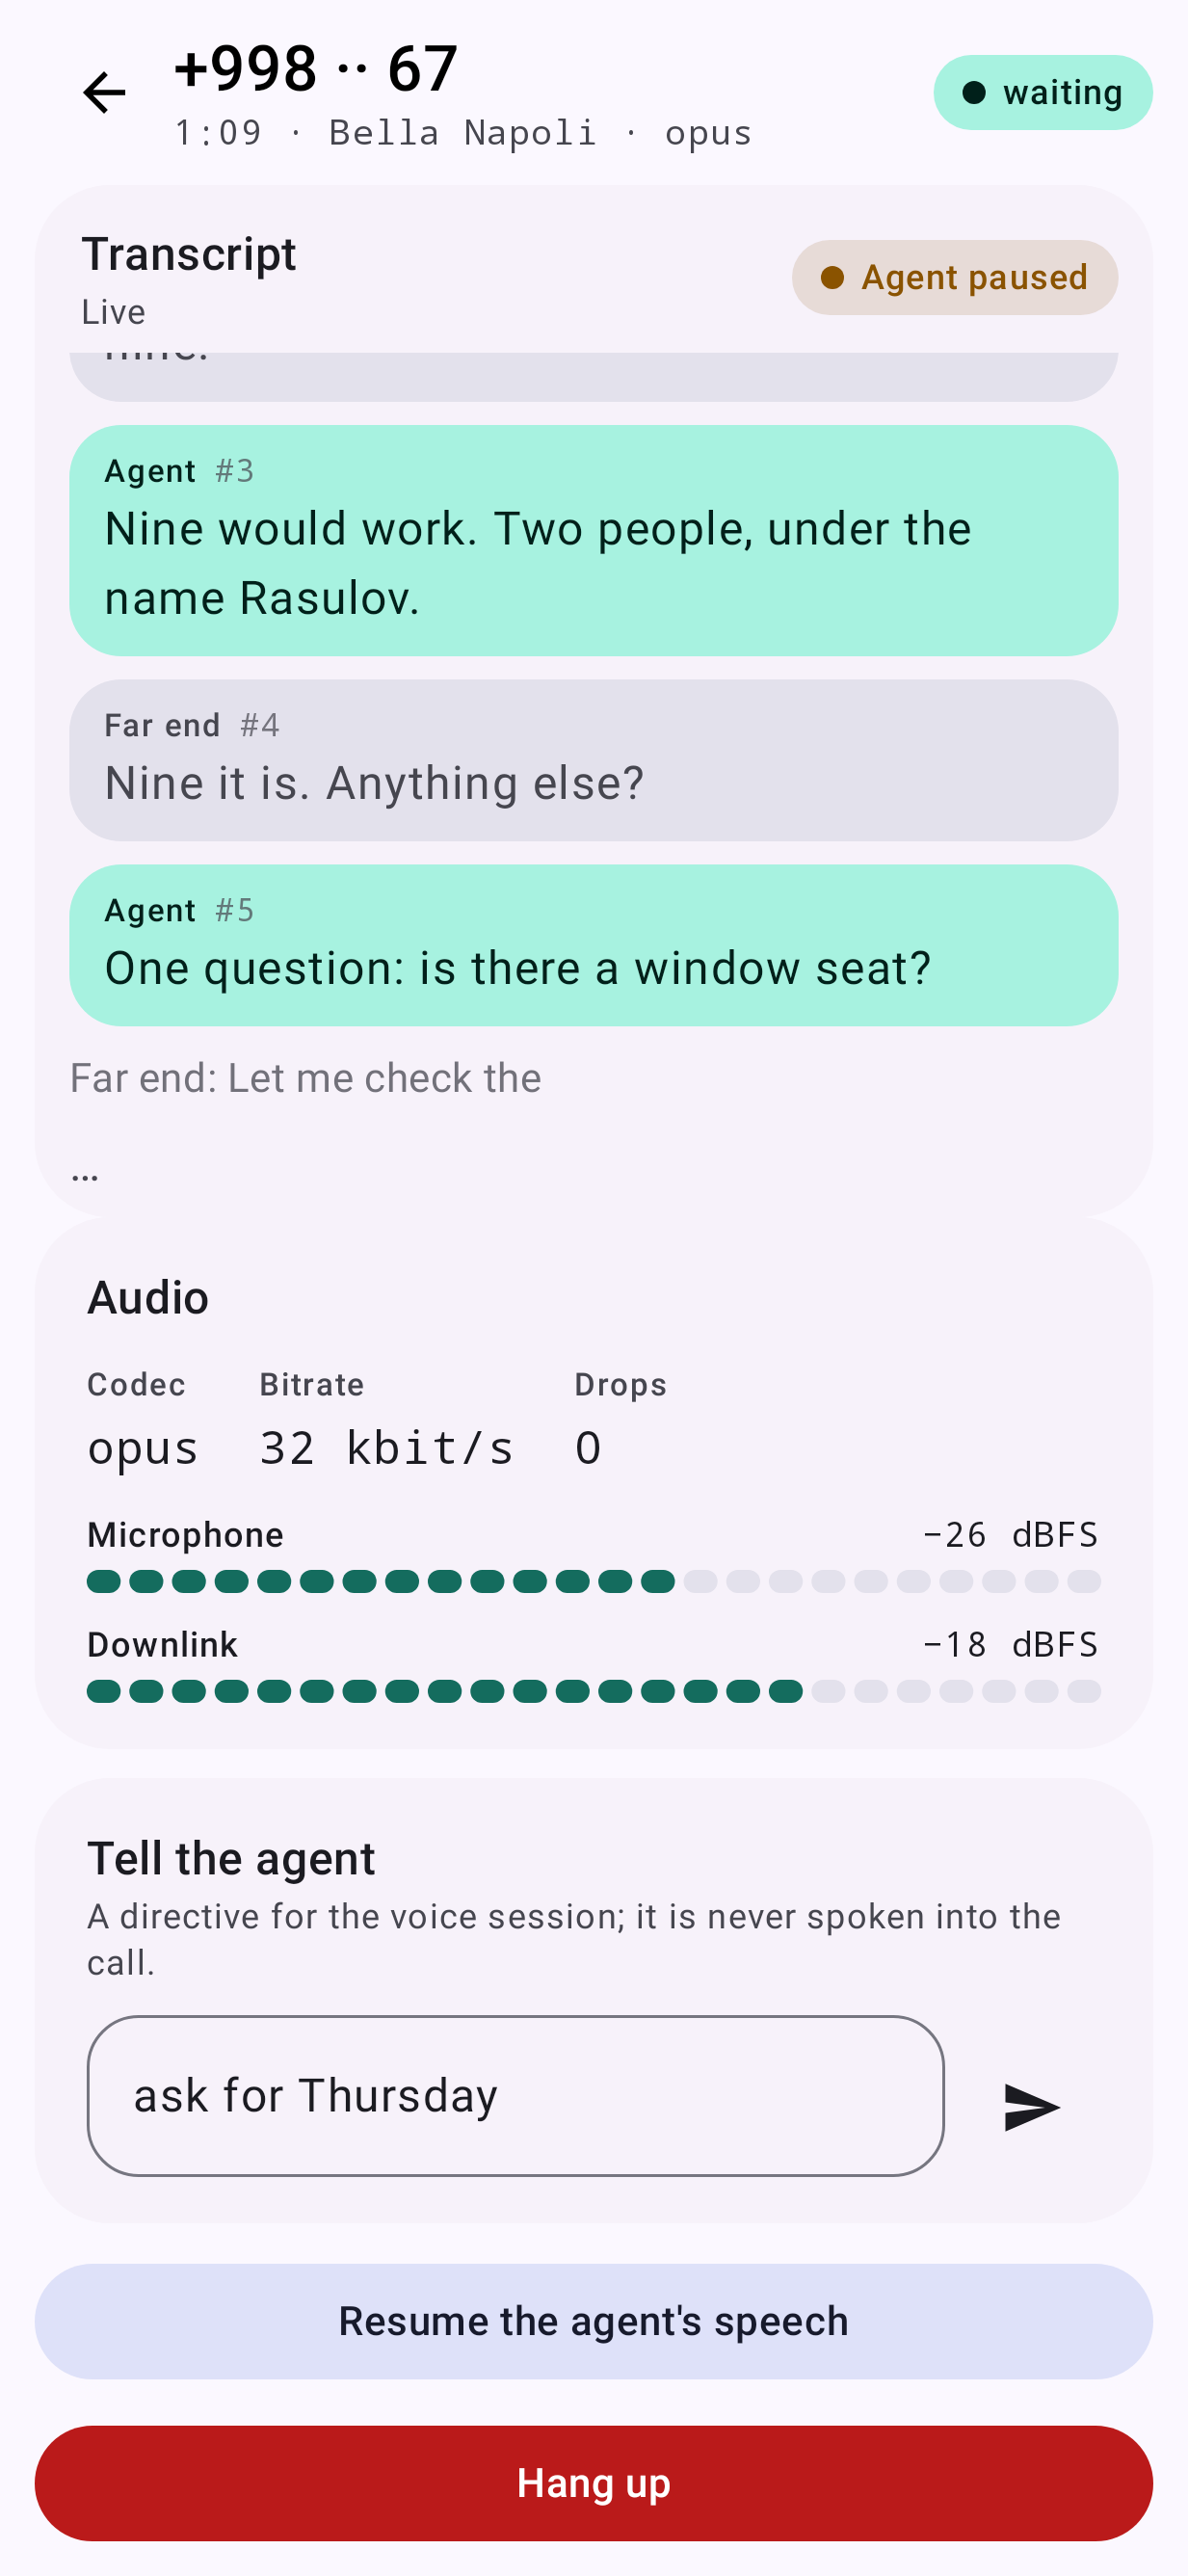 +998 ·· 67
1:09 · Bella Napoli · opus
waiting
Transcript
Live
Agent paused
nine.
Agent #3
Nine would work. Two people, under the
name Rasulov.
Far end #4
Nine it is. Anything else?
Agent #5
One question: is there a window seat?
Far end: Let me check the
…
Audio
Codec Bitrate Drops
opus 32 kbit/s 0
Microphone −26 dBFS
Downlink −18 dBFS
Tell the agent
A directive for the voice session; it is never spoken into the
call.
ask for Thursday
Resume the agent's speech
Hang up